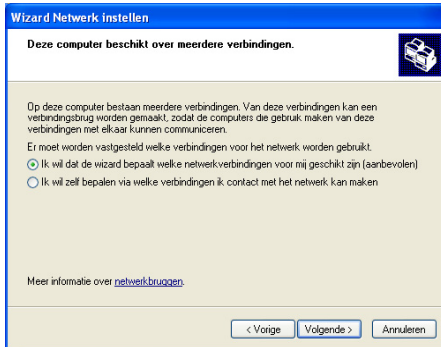 Wizard Netwerk instellen
Deze computer beschikt over meerdere verbindingen.
Op deze computer bestaan meerdere verbindingen. Van deze verbindingen kan een
verbindingsbrug worden gemaakt, zodat de computers die gebruik maken van deze
verbindingen met elkaar kunnen communiceren.
Er moet worden vastgesteld welke verbindingen voor het netwerk worden gebruikt.
Ik wil dat de wizard bepaalt welke netwerkverbindingen voor mij geschikt zijn (aanbevolen)
Ik wil zelf bepalen via welke verbindingen ik contact met het netwerk kan maken
Meer informatie over netwerkbruggen.
< Vorige Volgende > Annuleren